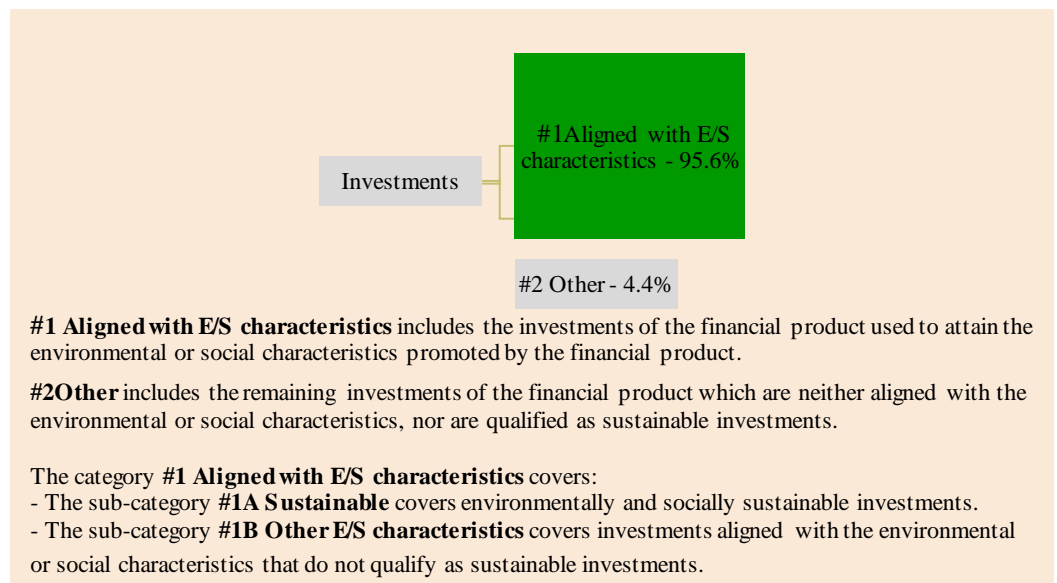 #1Aligned with E/S
characteristics - 95.6%
Investments
#2 Other - 4.4%
#1 Aligned with E/S characteristics includes the investments of the financial product used to attain the
environmental or social characteristics promoted by the financial product.
#2Other includes the remaining investments of the financial product which are neither aligned with the
environmental or social characteristics, nor are qualified as sustainable investments.
The category #1 Aligned with E/S characteristics covers:
- The sub-category #1A Sustainable covers environmentally and socially sustainable investments.
- The sub-category #1B Other E/S characteristics covers investments aligned with the environmental
or social characteristics that do not qualify as sustainable investments.